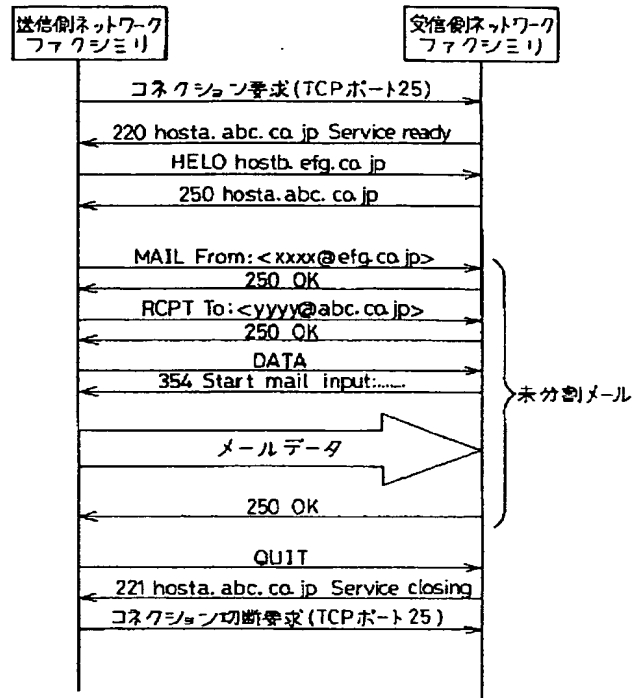 送信側ネットワーク
ファクシミリ
受信側ネットワーク
ファクシミリ
コネクション要求(TCPポート25)
220 hosta.abc.co.jp Service ready
HELO hostb.efg.co.jp
250 hosta.abc.co.jp
MAIL From:<xxxx@efg.co.jp>
250 OK
RCPT To:<yyyy@abc.co.jp>
250 OK
DATA
354 Start mail input:......
未分割メール
メールデータ
250 OK
QUIT
221 hosta.abc.co.jp Service closing
コネクション切断要求(TCPポート25)